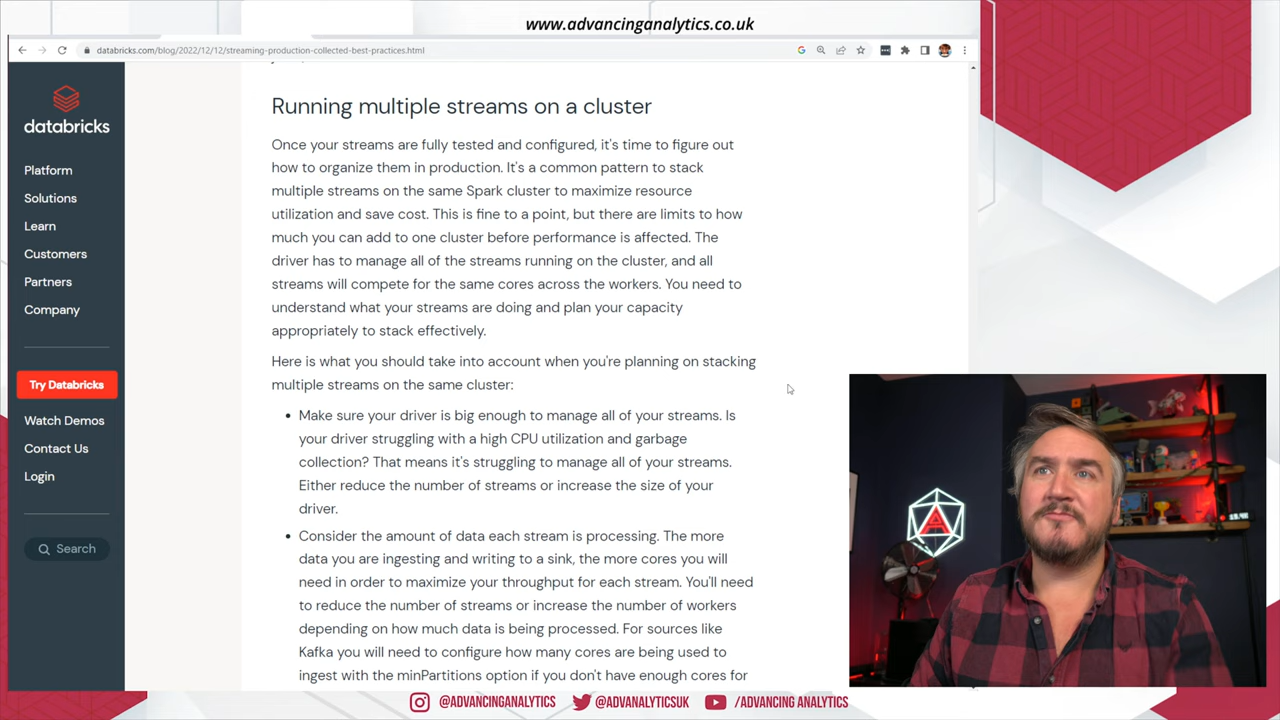 www.advancinganalytics.co.uk
databricks.com/blog/2022/12/12/streaming-production-collected-best-practices.html
databricks
Platform
Solutions
Learn
Customers
Partners
Company
Try Databricks
Watch Demos
Contact Us
Login
Search
Running multiple streams on a cluster
Once your streams are fully tested and configured, it's time to figure out
how to organize them in production. It's a common pattern to stack
multiple streams on the same Spark cluster to maximize resource
utilization and save cost. This is fine to a point, but there are limits to how
much you can add to one cluster before performance is affected. The
driver has to manage all of the streams running on the cluster, and all
streams will compete for the same cores across the workers. You need to
understand what your streams are doing and plan your capacity
appropriately to stack effectively.
Here is what you should take into account when you're planning on stacking
multiple streams on the same cluster:
• Make sure your driver is big enough to manage all of your streams. Is
your driver struggling with a high CPU utilization and garbage
collection? That means it's struggling to manage all of your streams.
Either reduce the number of streams or increase the size of your
driver.
• Consider the amount of data each stream is processing. The more
data you are ingesting and writing to a sink, the more cores you will
need in order to maximize your throughput for each stream. You'll need
to reduce the number of streams or increase the number of workers
depending on how much data is being processed. For sources like
Kafka you will need to configure how many cores are being used to
ingest with the minPartitions option if you don't have enough cores for
A
@ADVANCINGANALYTICS
@ADVANALYTICSUK
/ADVANCING ANALYTICS